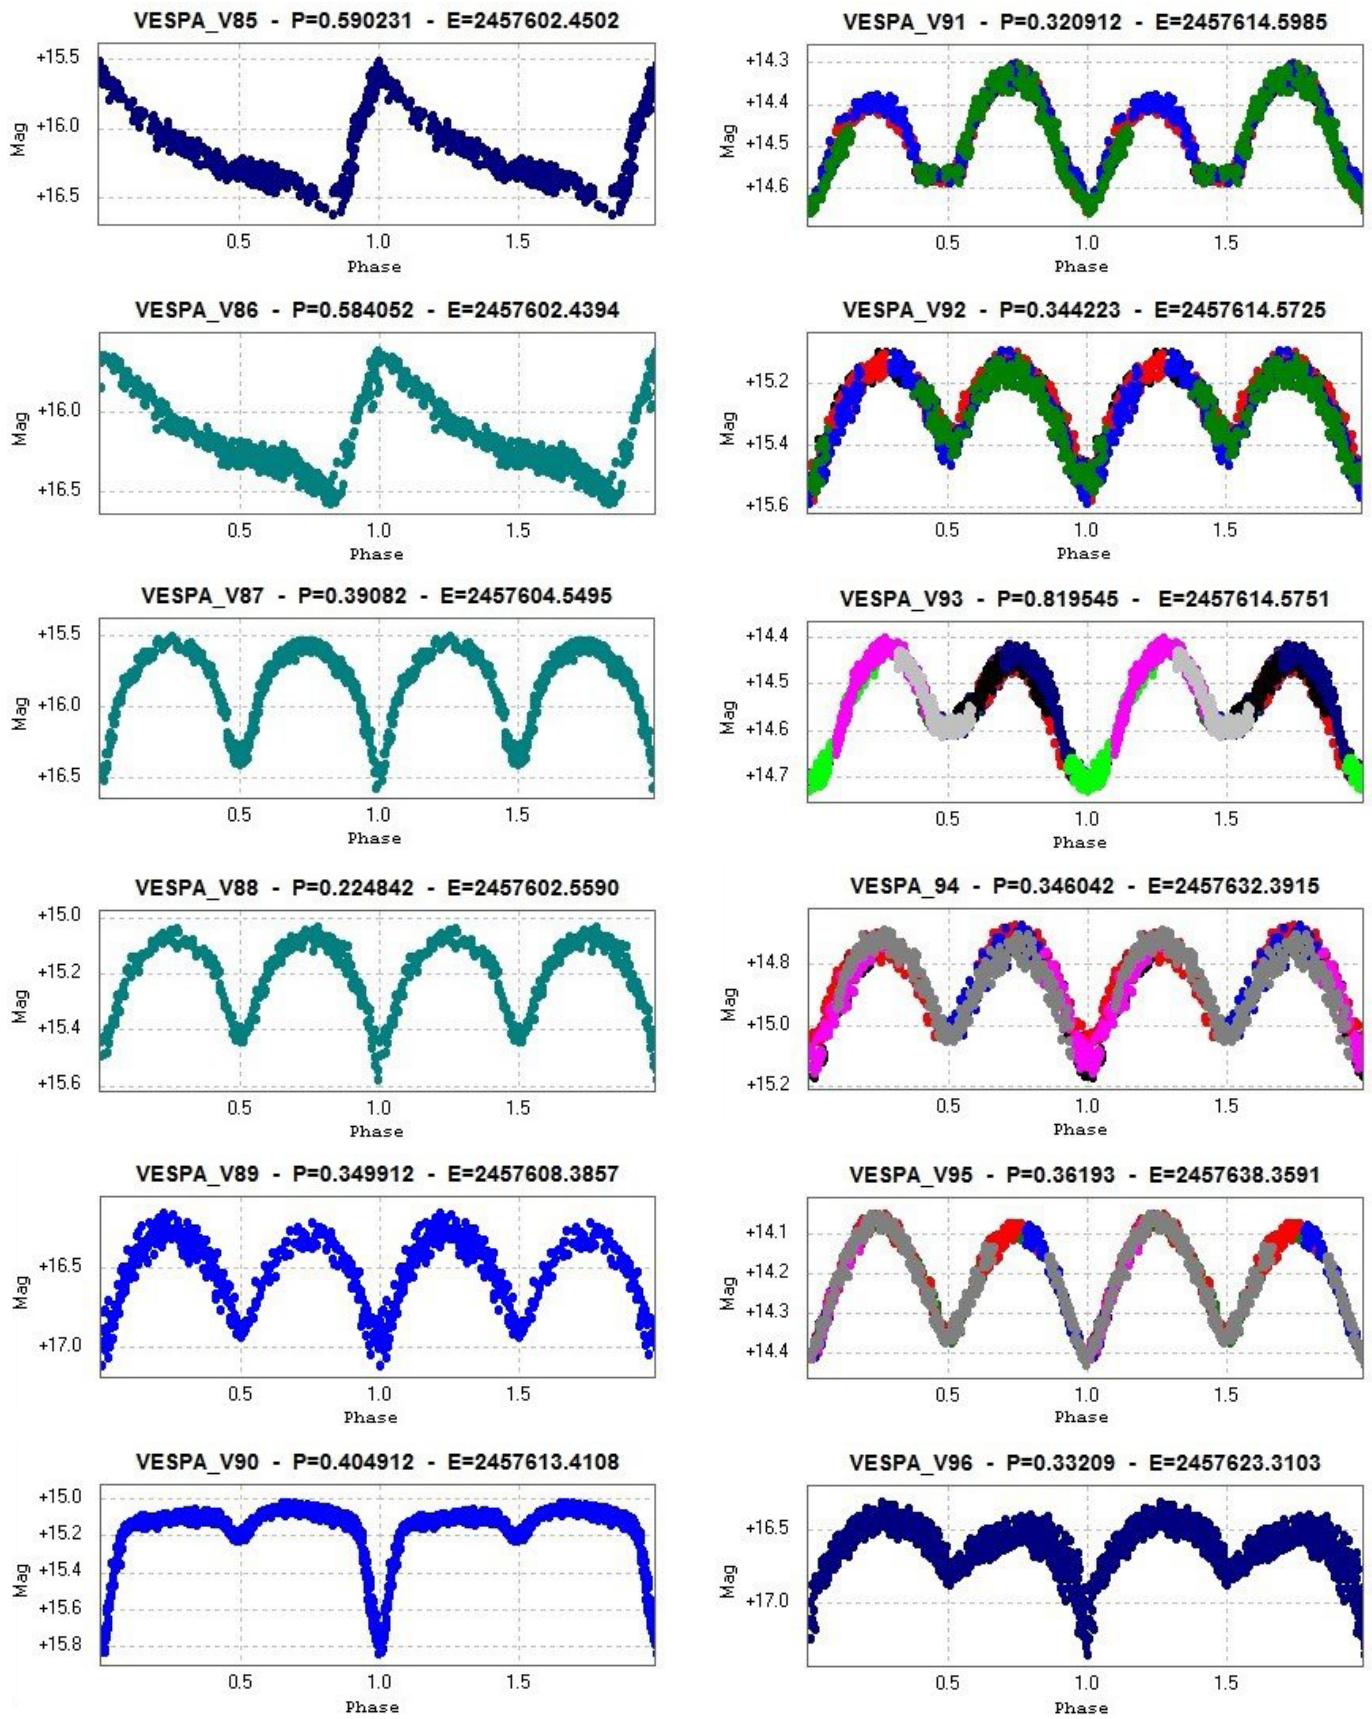 VESPA_V85 - P=0.590231 - E=2457602.4502
+15.5
+16.0
+16.5
Mag
0.5 1.0 1.5
Phase
VESPA_V86 - P=0.584052 - E=2457602.4394
+16.0
+16.5
Mag
0.5 1.0 1.5
Phase
VESPA_V87 - P=0.39082 - E=2457604.5495
+15.5
+16.0
+16.5
Mag
0.5 1.0 1.5
Phase
VESPA_V88 - P=0.224842 - E=2457602.5590
+15.0
+15.2
+15.4
+15.6
Mag
0.5 1.0 1.5
Phase
VESPA_V89 - P=0.349912 - E=2457608.3857
+16.5
+17.0
Mag
0.5 1.0 1.5
Phase
VESPA_V90 - P=0.404912 - E=2457613.4108
+15.0
+15.2
+15.4
+15.6
+15.8
Mag
0.5 1.0 1.5
Phase
VESPA_V91 - P=0.320912 - E=2457614.5985
+14.3
+14.4
+14.5
+14.6
Mag
0.5 1.0 1.5
Phase
VESPA_V92 - P=0.344223 - E=2457614.5725
+15.2
+15.4
+15.6
Mag
0.5 1.0 1.5
Phase
VESPA_V93 - P=0.819545 - E=2457614.5751
+14.4
+14.5
+14.6
+14.7
Mag
0.5 1.0 1.5
Phase
VESPA_94 - P=0.346042 - E=2457632.3915
+14.8
+15.0
+15.2
Mag
0.5 1.0 1.5
Phase
VESPA_V95 - P=0.36193 - E=2457638.3591
+14.1
+14.2
+14.3
+14.4
Mag
0.5 1.0 1.5
Phase
VESPA_V96 - P=0.33209 - E=2457623.3103
+16.5
+17.0
Mag
0.5 1.0 1.5
Phase